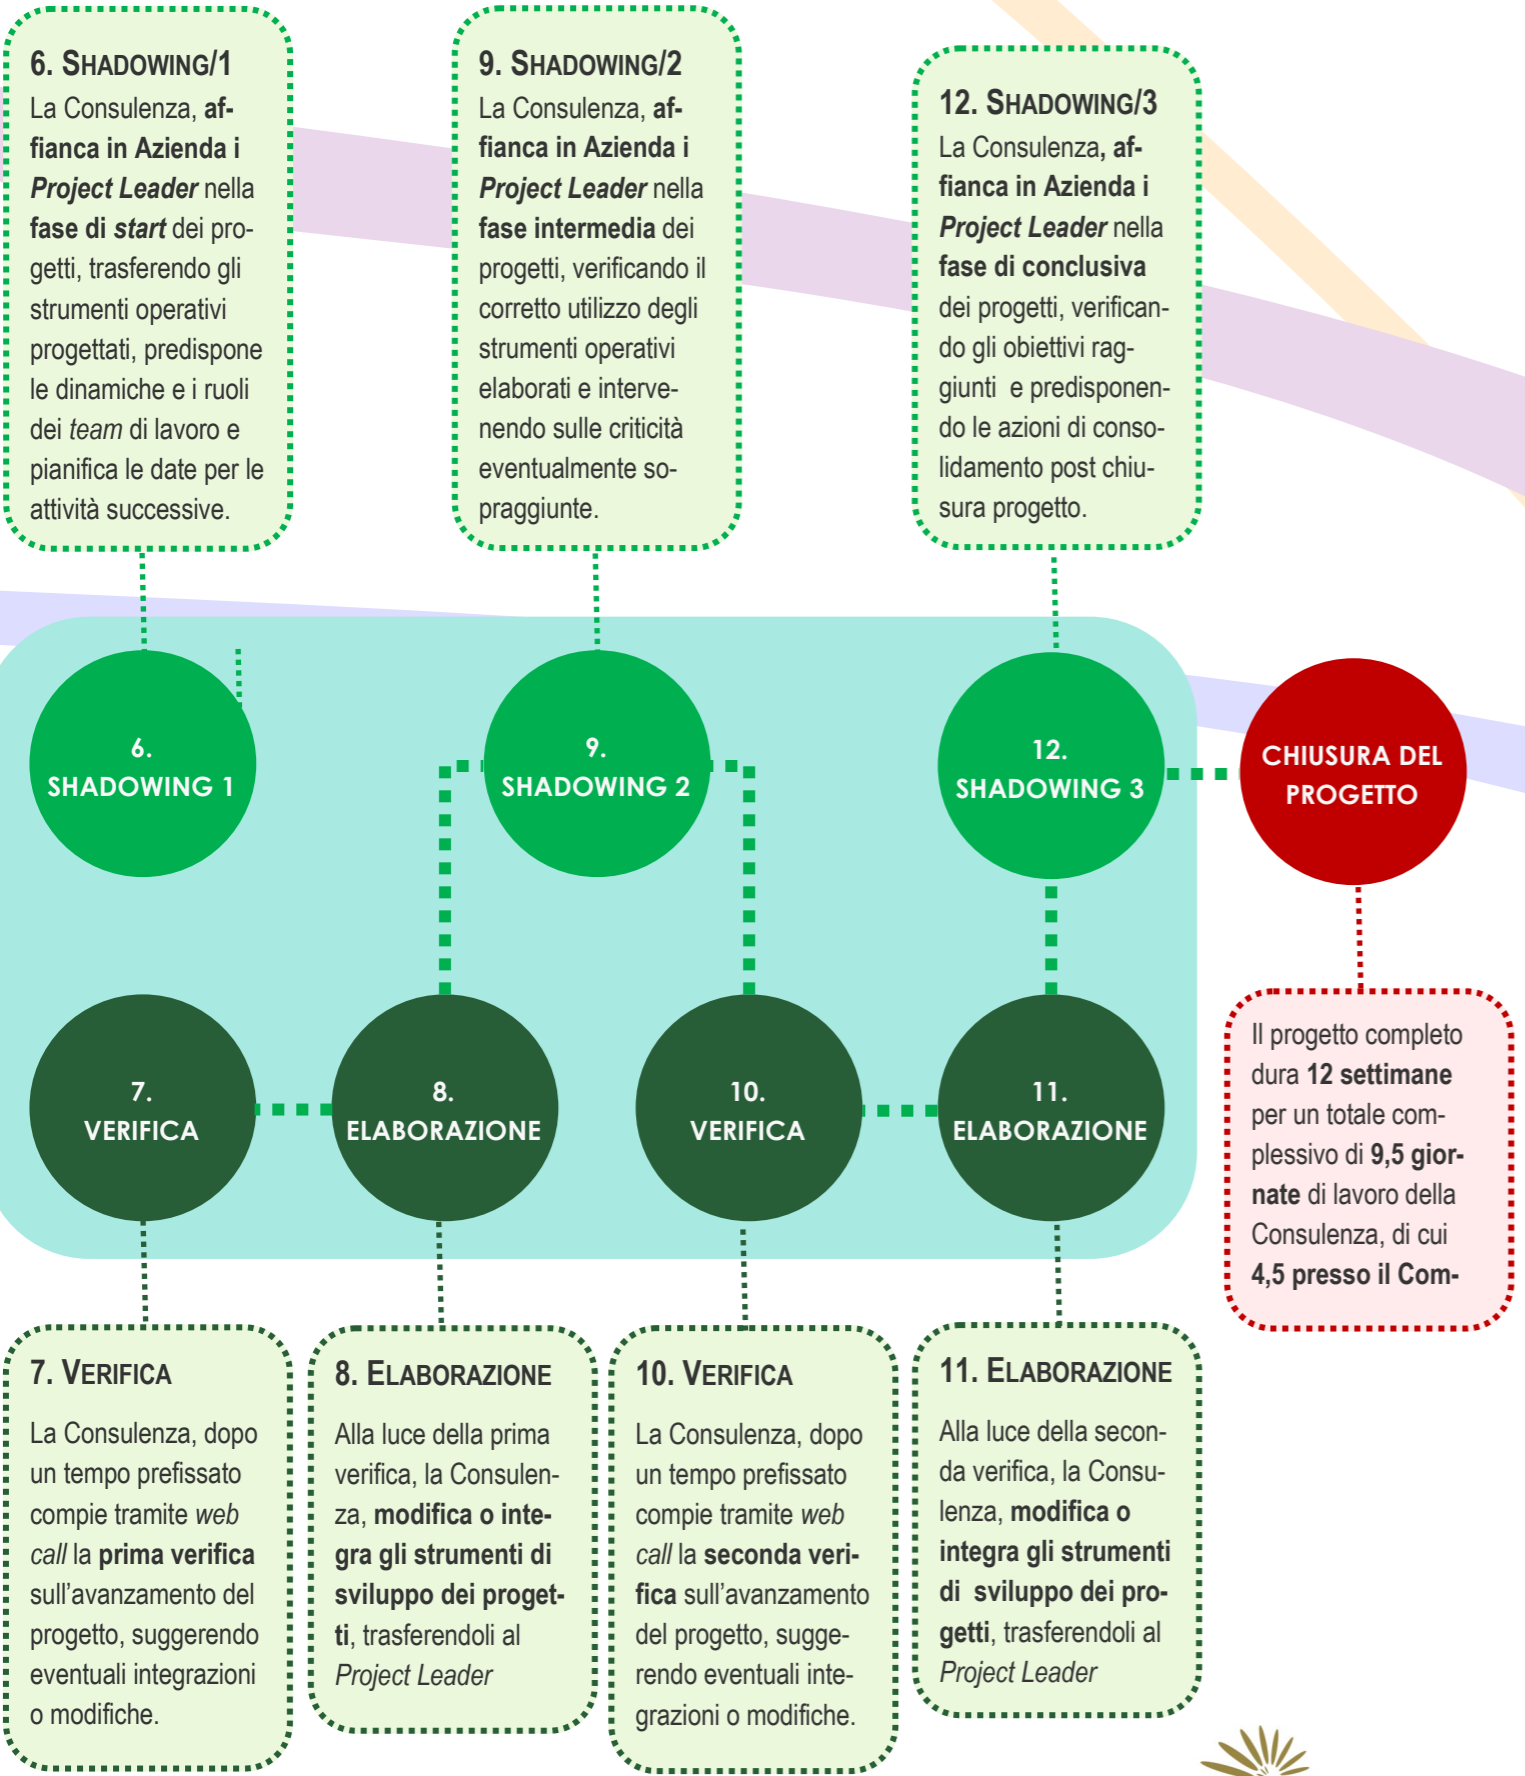 6. SHADOWING/1
La Consulenza, af-
fianca in Azienda i
Project Leader nella
fase di start dei pro-
getti, trasferendo gli
strumenti operativi
progettati, predispone
le dinamiche e i ruoli
dei team di lavoro e
pianifica le date per le
attività successive.
9. SHADOWING/2
La Consulenza, af-
fianca in Azienda i
Project Leader nella
fase intermedia dei
progetti, verificando il
corretto utilizzo degli
strumenti operativi
elaborati e interve-
nendo sulle criticità
eventualmente so-
praggiunte.
12. SHADOWING/3
La Consulenza, af-
fianca in Azienda i
Project Leader nella
fase di conclusiva
dei progetti, verifican-
do gli obiettivi rag-
giunti e predisponen-
do le azioni di conso-
lidamento post chiu-
sura progetto.
6.
SHADOWING 1
9.
SHADOWING 2
12.
SHADOWING 3
CHIUSURA DEL
PROGETTO
7.
VERIFICA
8.
ELABORAZIONE
10.
VERIFICA
11.
ELABORAZIONE
Il progetto completo
dura 12 settimane
per un totale com-
plessivo di 9,5 gior-
nate di lavoro della
Consulenza, di cui
4,5 presso il Com-
7. VERIFICA
La Consulenza, dopo
un tempo prefissato
compie tramite web
call la prima verifica
sull'avanzamento del
progetto, suggerendo
eventuali integrazioni
o modifiche.
8. ELABORAZIONE
Alla luce della prima
verifica, la Consulen-
za, modifica o inte-
gra gli strumenti di
sviluppo dei proget-
ti, trasferendoli al
Project Leader
10. VERIFICA
La Consulenza, dopo
un tempo prefissato
compie tramite web
call la seconda veri-
fica sull'avanzamento
del progetto, sugge-
rendo eventuali inte-
grazioni o modifiche.
11. ELABORAZIONE
Alla luce della secon-
da verifica, la Consu-
lenza, modifica o
integra gli strumenti
di sviluppo dei pro-
getti, trasferendoli al
Project Leader